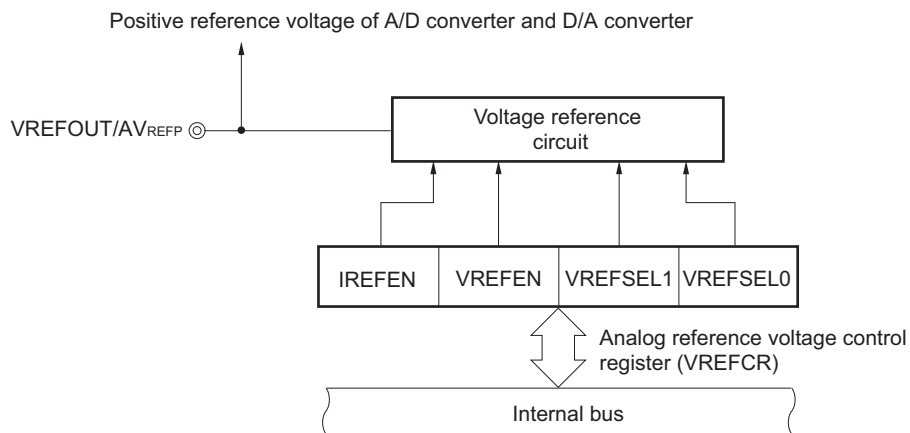 Positive reference voltage of A/D converter and D/A converter
VREFOUT/AVREFP
Voltage reference
circuit
IREFEN
VREFEN
VREFSEL1
VREFSEL0
Analog reference voltage control
register (VREFCR)
Internal bus